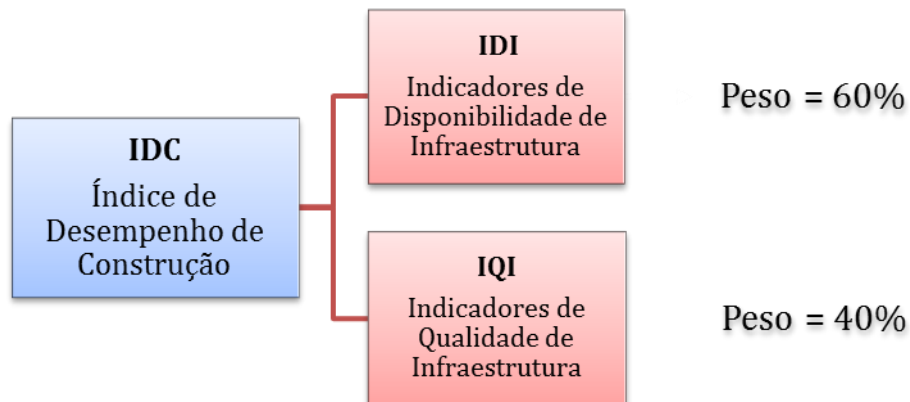 IDC
Índice de
Desempenho de
Construção
IDI
Indicadores de
Disponibilidade de
Infraestrutura
Peso = 60%
IQI
Indicadores de
Qualidade de
Infraestrutura
Peso = 40%